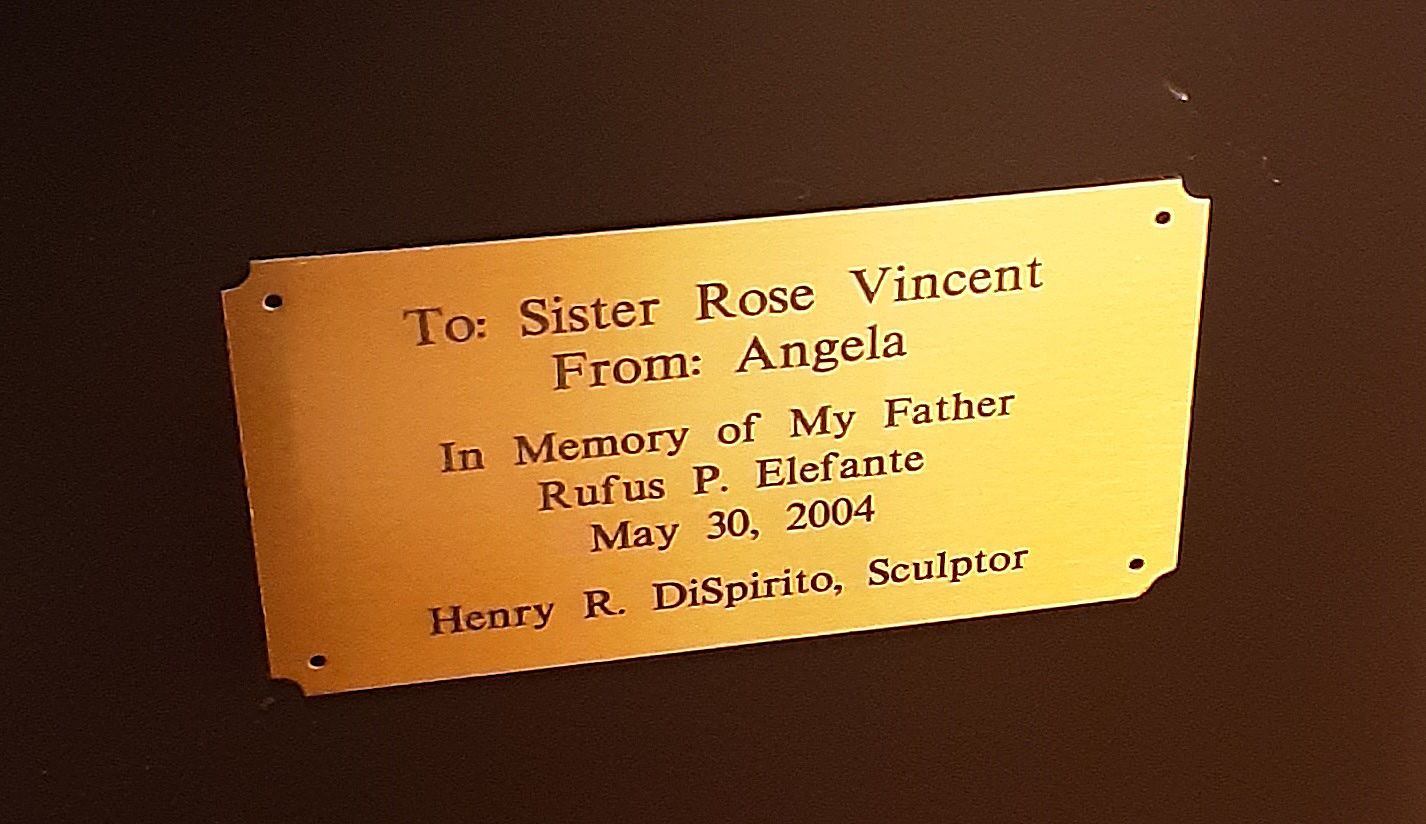 To: Sister Rose Vincent
From: Angela
In Memory of My Father
Rufus P. Elefante
May 30, 2004
Henry R. DiSpirito, Sculptor